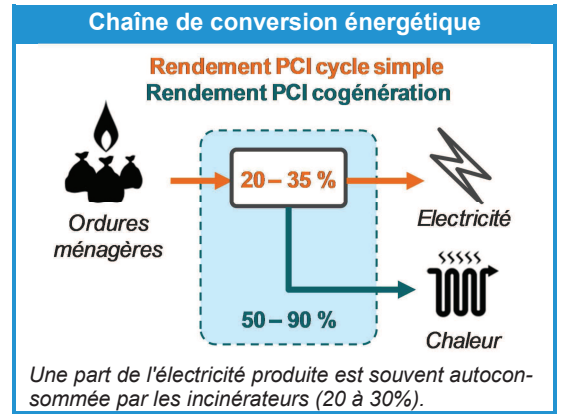 Chaîne de conversion énergétique
Rendement PCI cycle simple
Rendement PCI cogénération
20 – 35 %
Ordures
ménagères
Electricité
50 – 90 %
Chaleur
Une part de l'électricité produite est souvent autocon-
sommée par les incinérateurs (20 à 30%).